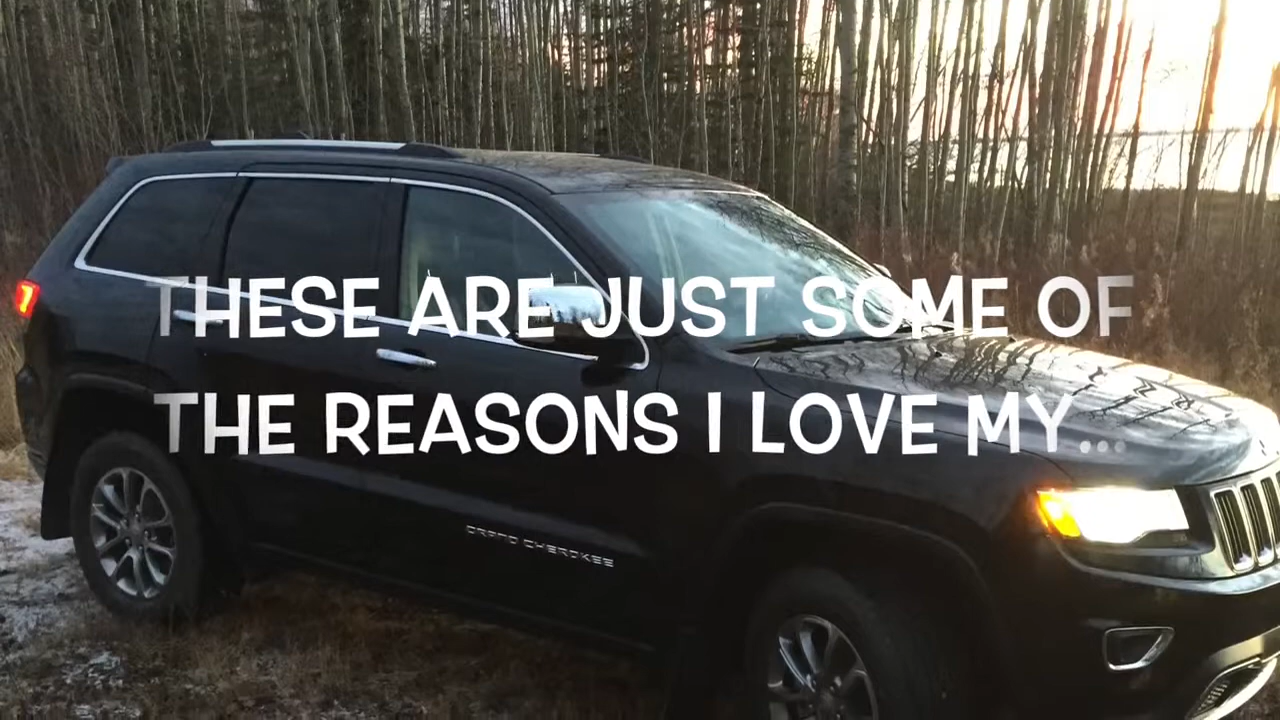 THESE ARE JUST SOME OF
THE REASONS I LOVE MY...
GRAND CHEROKEE